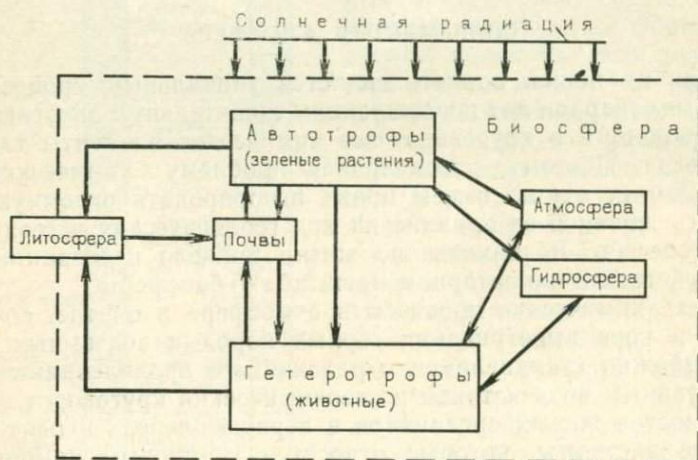 Солнечная радиация
Биосфера
Автотрофы
(зеленые растения)
Атмосфера
Литосфера
Почвы
Гидросфера
Гетеротрофы
(животные)